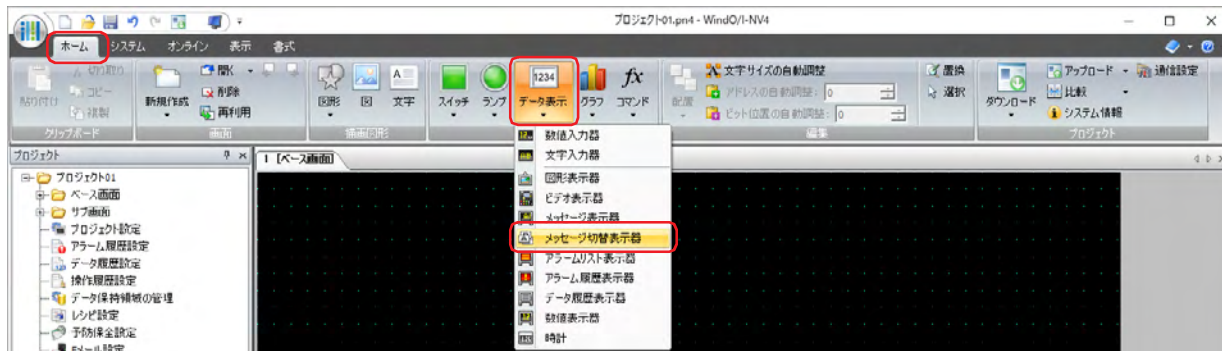 プロジェクト01.pn4 - WindO/I-NV4
ホーム システム オンライン 表示 書式
貼り付け 切り取り コピー 複製 クリップボード
新規作成 開く 削除 再利用 画面
図形 図 文字 描画図形
スイッチ ランプ 1234 データ表示 グラフ fx コマンド
配置 文字サイズの自動調整 アドレスの自動調整: 0 ビット位置の自動調整: 0 置換 選択 編集
ダウンロード アップロード 比較 システム情報 通信設定 プロジェクト
数値入力器
文字入力器
図形表示器
ビデオ表示器
メッセージ表示器
メッセージ切替表示器
アラームリスト表示器
アラーム履歴表示器
データ履歴表示器
数値表示器
時計
プロジェクト
1 [ベース画面]
プロジェクト01
ベース画面
サブ画面
プロジェクト設定
アラーム履歴設定
データ履歴設定
操作履歴設定
データ保持領域の管理
レシピ設定
予防保全設定
Eメール設定